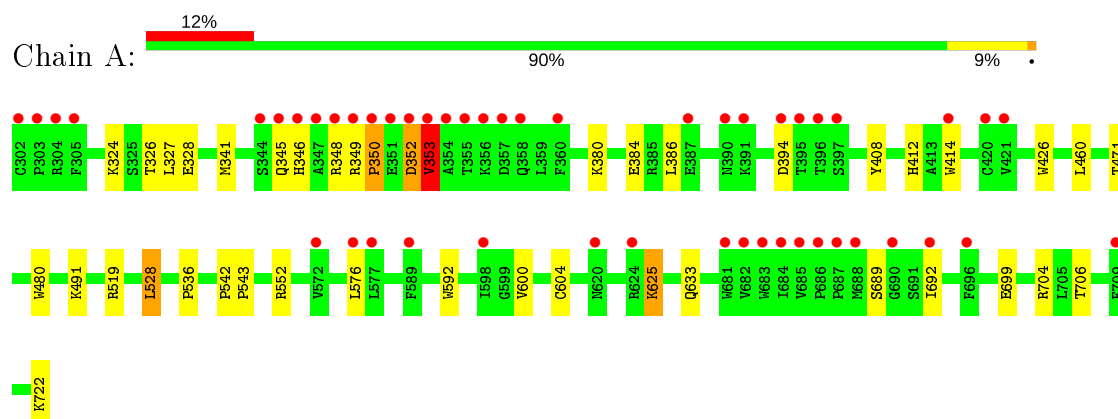 12%
Chain A:
90% 9% •
C302 P303 R304 F305 K324 S325 T326 L327 E328 M341 S344 Q345 H346 A347 R348 R349 P350 E351 D352 V353 A354 T355 K356 D357 Q358 L359 F360 K380 E384 R385 L386 E387 N390 K391 D394 T395 T396 S397 Y408 H412 A413 W414 C420 V421 W426 L460
W480 K491 R519 L528 P536 P542 P543 R552 V572 L576 L577 F589 W592 I598 G599 V600 C604 N620 R624 K625 Q633 W681 V682 W683 I684 V685 P686 P687 M688 S689 G690 S691 I692 F696 E699 R704 L705 T706
K722